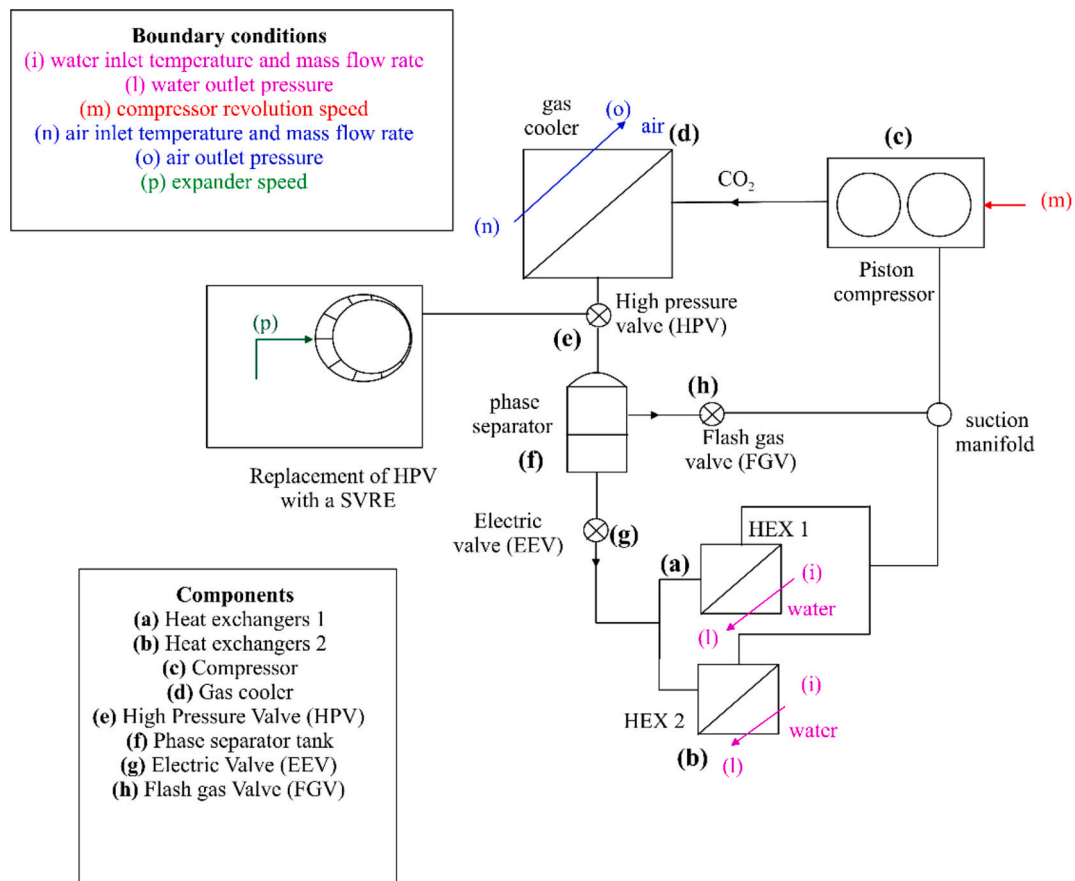 Boundary conditions
(i) water inlet temperature and mass flow rate
(l) water outlet pressure
(m) compressor revolution speed
(n) air inlet temperature and mass flow rate
(o) air outlet pressure
(p) expander speed
gas
cooler
(o)
air
(d)
(c)
CO₂
(m)
(n)
Piston
compressor
High pressure
valve (HPV)
(e)
(p)
Replacement of HPV
with a SVRE
phase
separator
(f)
(h)
Flash gas
valve (FGV)
suction
manifold
Electric
valve (EEV)
(g)
HEX 1
(a)
(i)
water
(l)
HEX 2
(i)
water
(b)
(l)
Components
(a) Heat exchangers 1
(b) Heat exchangers 2
(c) Compressor
(d) Gas cooler
(e) High Pressure Valve (HPV)
(f) Phase separator tank
(g) Electric Valve (EEV)
(h) Flash gas Valve (FGV)